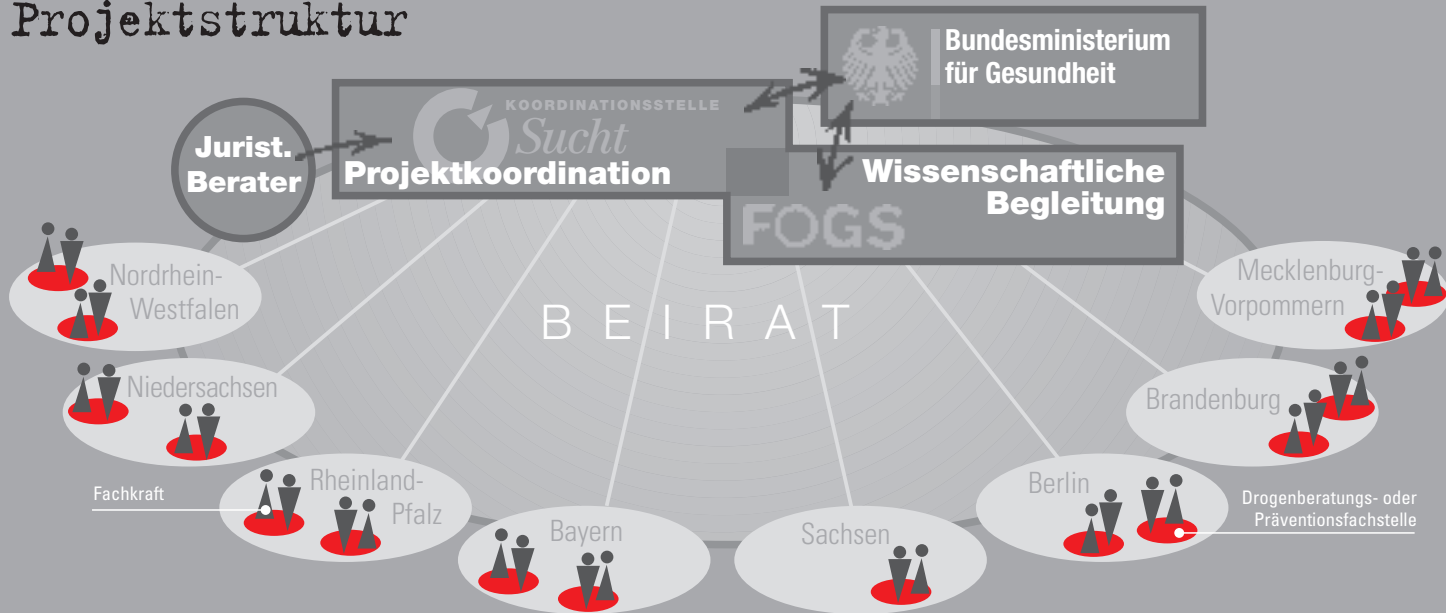 Projektstruktur
Bundesministerium
für Gesundheit
KOORDINATIONSSTELLE
Sucht
Projektkoordination
Jurist.
Berater
Wissenschaftliche
Begleitung
FOGS
BEIRAT
Nordrhein-
Westfalen
Mecklenburg-
Vorpommern
Niedersachsen
Brandenburg
Rheinland-
Pfalz
Berlin
Fachkraft
Drogenberatungs- oder
Präventionsfachstelle
Bayern
Sachsen